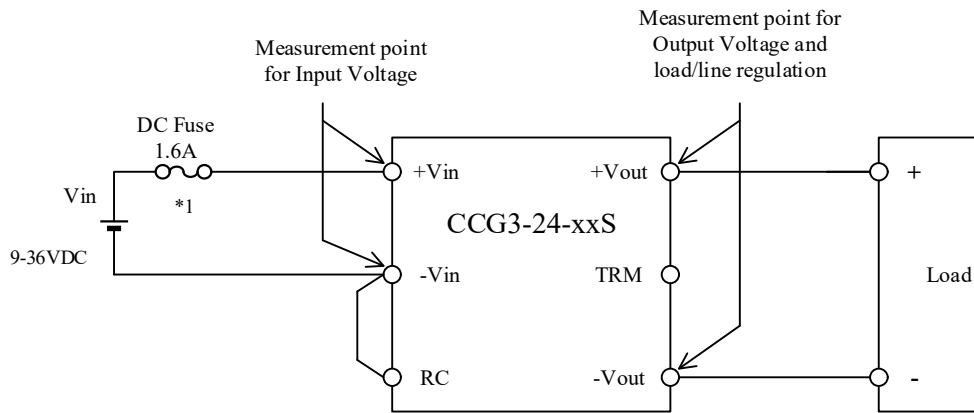 Measurement point
for Input Voltage
Measurement point for
Output Voltage and
load/line regulation
DC Fuse
1.6A
*1
Vin
9-36VDC
+Vin
-Vin
RC
CCG3-24-xxS
+Vout
TRM
-Vout
+
Load
-